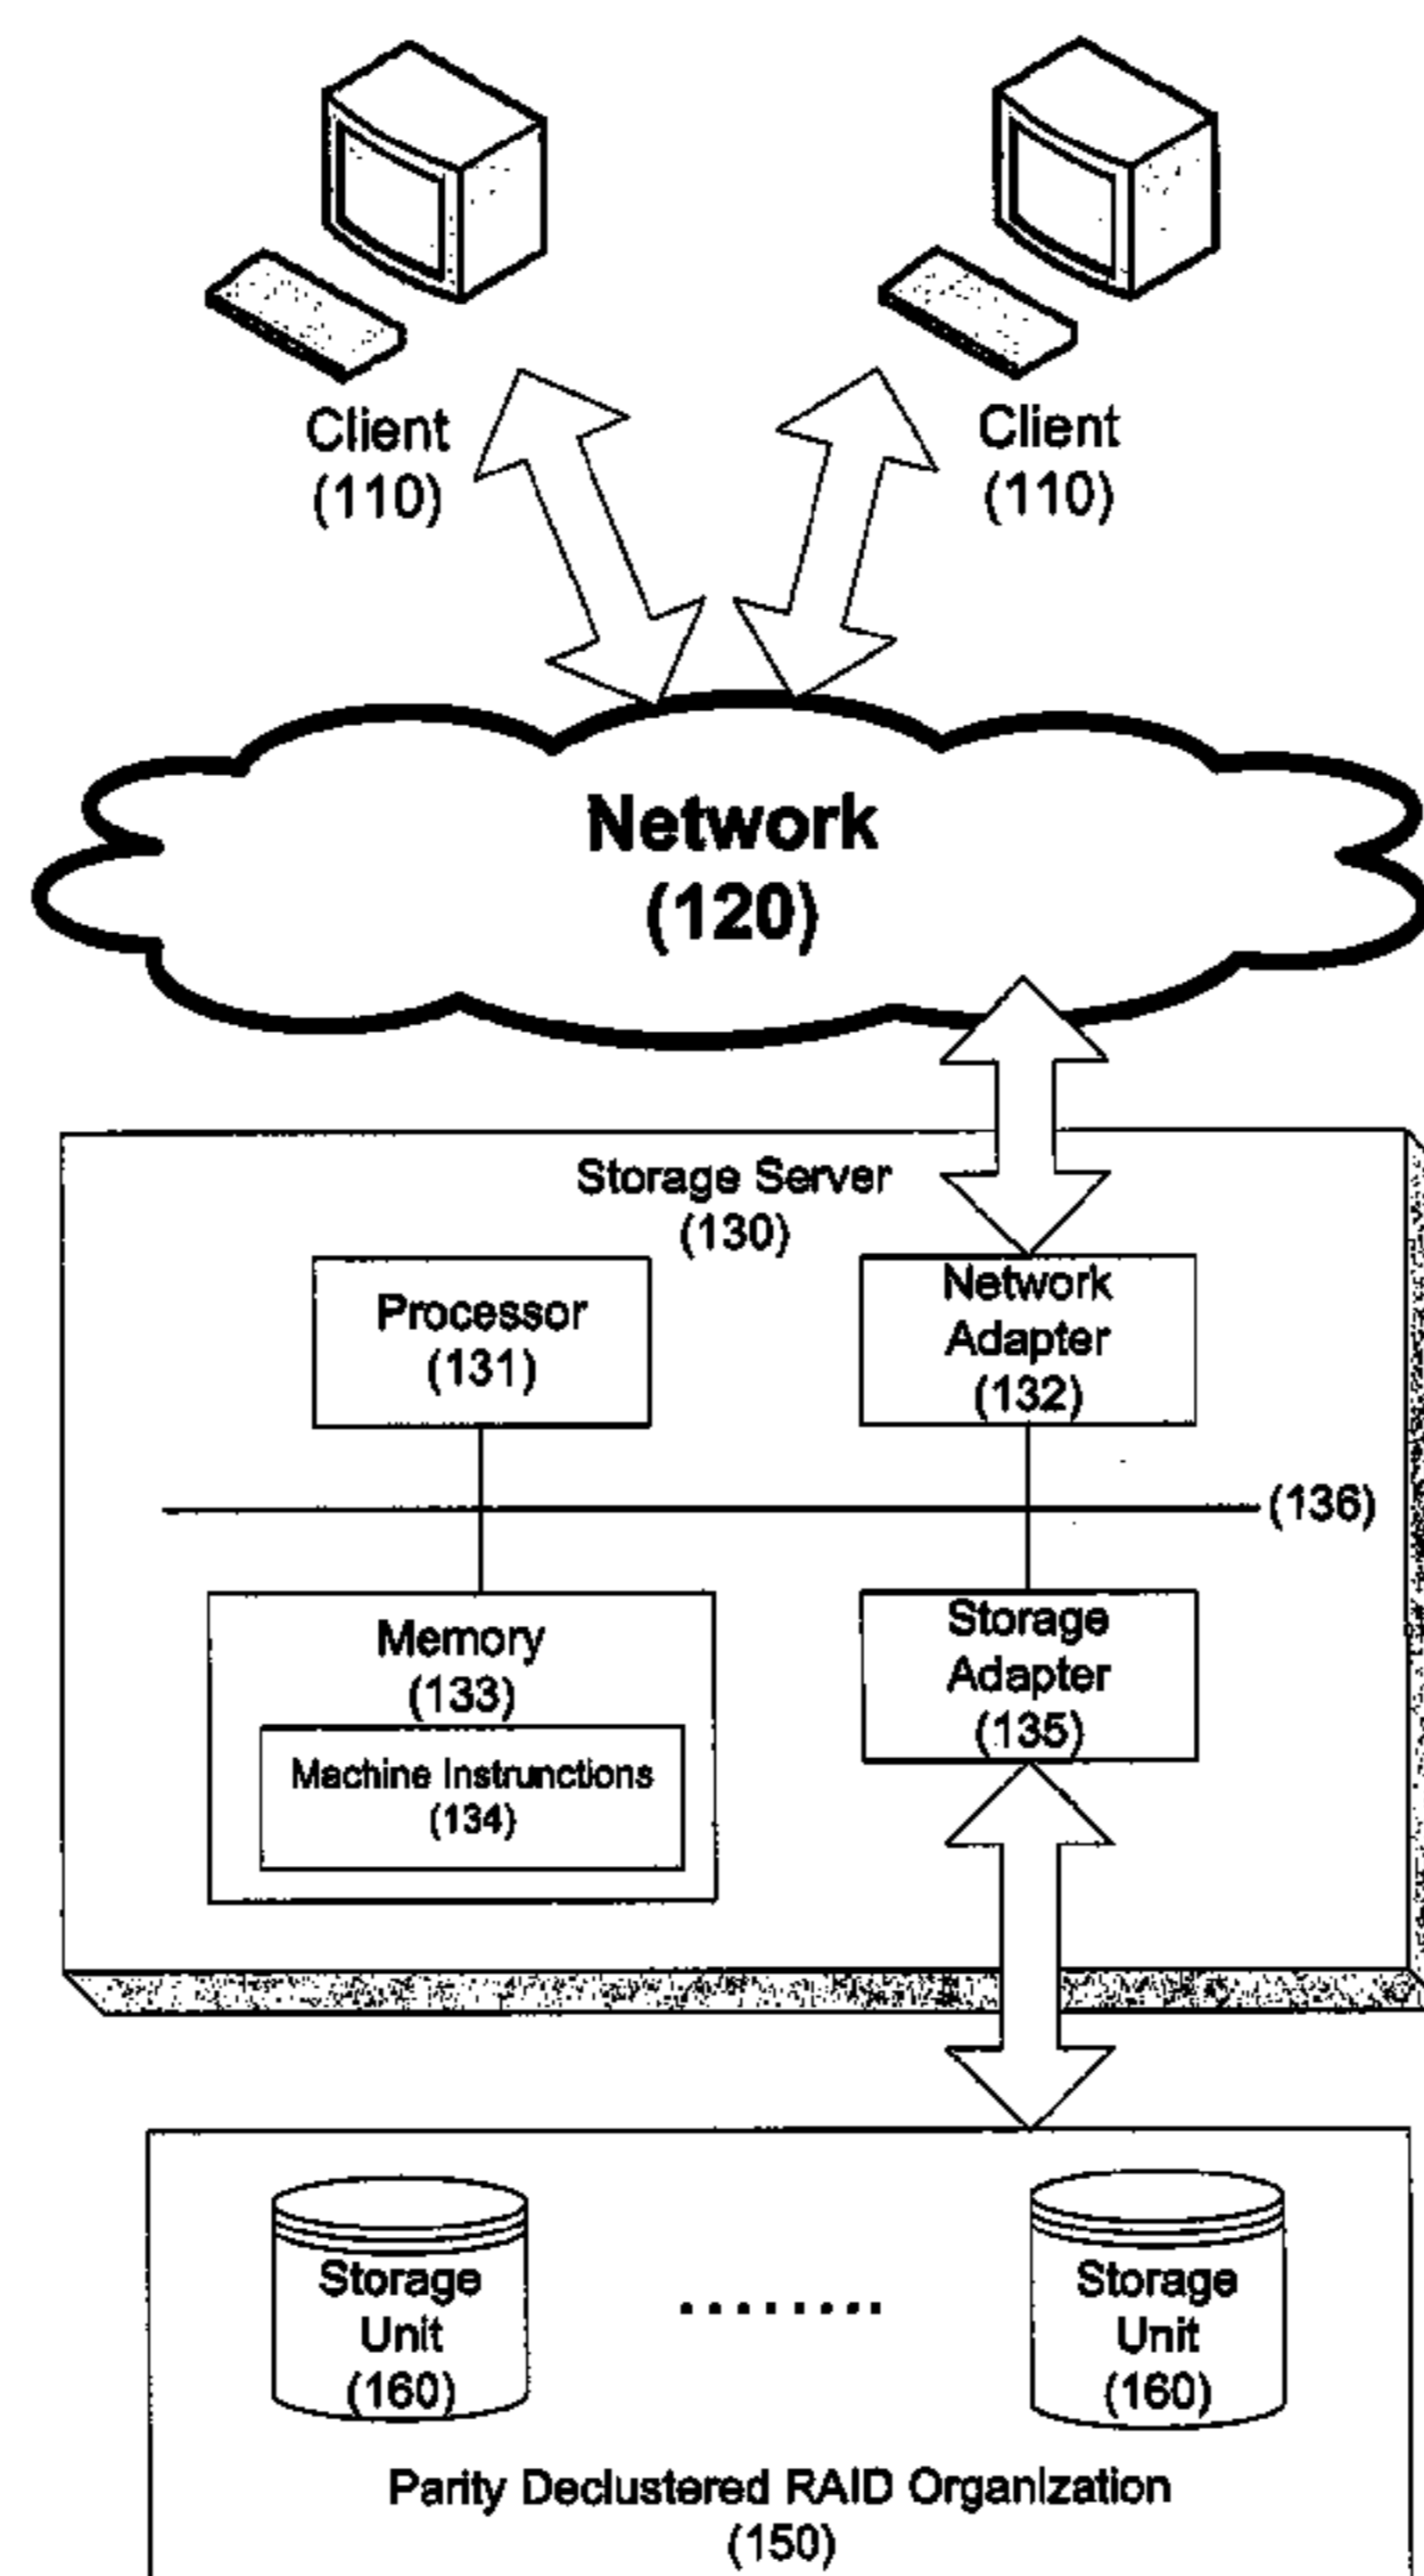 Client
(110)
Client
(110)
Network
(120)
Storage Server
(130)
Processor
(131)
Network
Adapter
(132)
(136)
Memory
(133)
Machine Instrunctions
(134)
Storage
Adapter
(135)
Storage
Unit
(160)
........
Storage
Unit
(160)
Parity Declustered RAID Organization
(150)